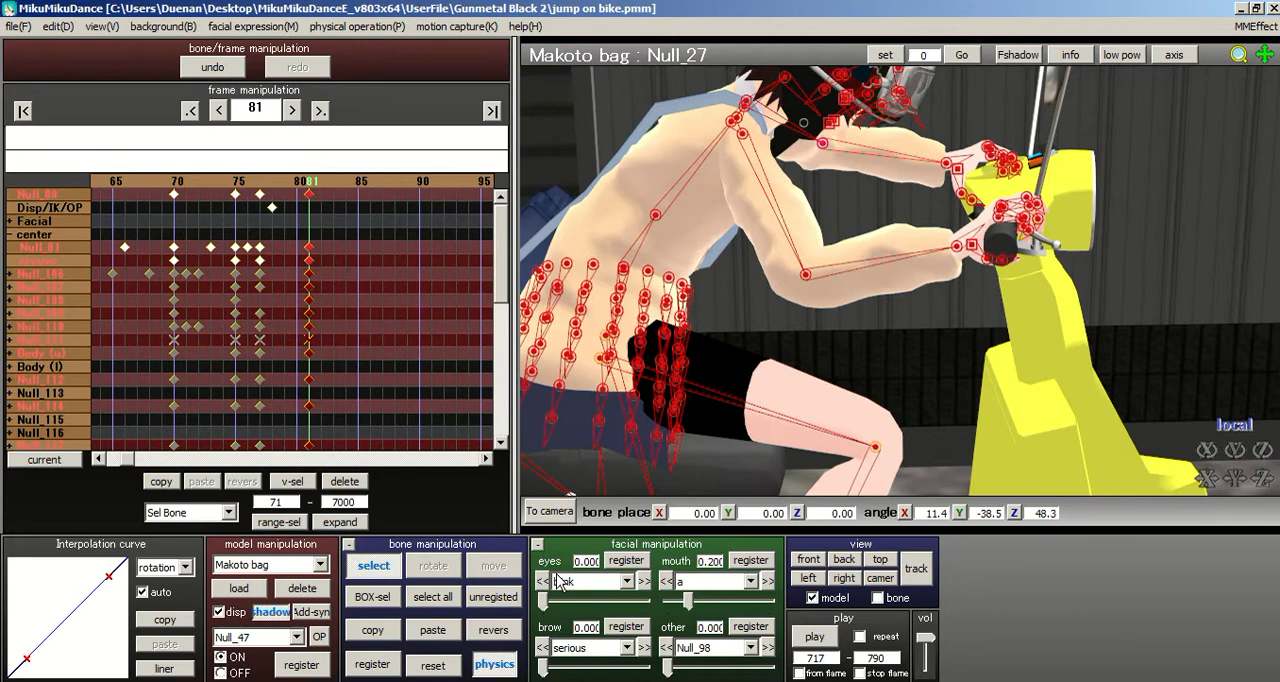 MikuMikuDance [C:\Users\Duenan\Desktop\MikuMikuDanceE_v803x64\UserFile\Gunmetal Black 2\jump on bike.pmm]
file(F) edit(D) view(V) background(B) facial expression(M) physical operation(P) motion capture(K) help(H) MMEffect
bone/frame manipulation
undo redo
frame manipulation
|< .< < 81 > >. >|
65 70 75 80 81 85 90 95
Disp/IK/OP
+ Facial
- center
Null_01
+ Null_106
+ Null_110
+ Body (u)
+ Body (l)
+ Null_112
+ Null_113
+ Null_114
+ Null_115
+ Null_116
current
copy paste revers v-sel delete
Sel Bone 71 - 7000
range-sel expand
Makoto bag : Null_27
set 0 Go Fshadow info low pow axis
local
To camera bone place X 0.00 Y 0.00 Z 0.00 angle X 11.4 Y -38.5 Z 48.3
Interpolation curve
rotation
auto
copy
paste
liner
model manipulation
Makoto bag
load delete
disp shadow Add-syn
Null_47 OP
ON
OFF
register
- bone manipulation
select rotate move
BOX-sel select all unregisted
copy paste revers
register reset physics
- facial manipulation
eyes 0.000 register mouth 0.200 register
<< >> << a >>
brow 0.000 register other 0.000 register
<< serious >> << Null_98 >>
view
front back top track
left right camer
model bone
play
play repeat
717 - 790
from flame stop flame
vol